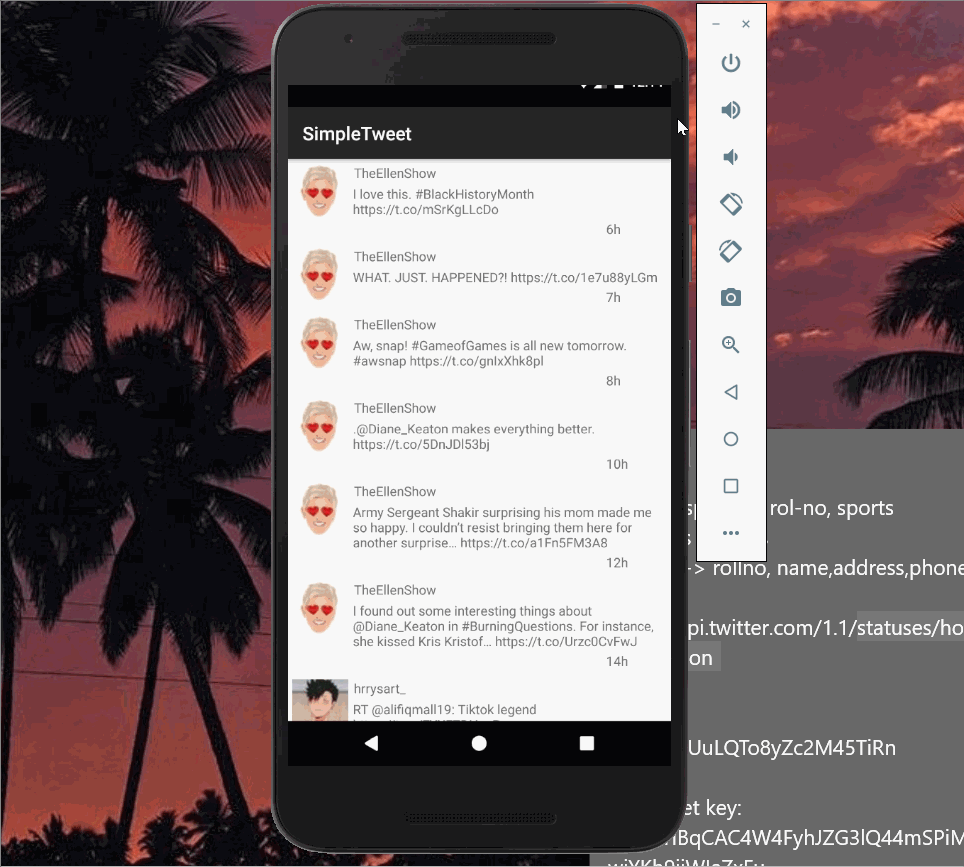 SimpleTweet
TheEllenShow
I love this. #BlackHistoryMonth
https://t.co/mSrKgLLcDo
6h
TheEllenShow
WHAT. JUST. HAPPENED?! https://t.co/1e7u88yLGm
7h
TheEllenShow
Aw, snap! #GameofGames is all new tomorrow.
#awsnap https://t.co/gnIxXhk8pl
8h
TheEllenShow
.@Diane_Keaton makes everything better.
https://t.co/5DnJDl53bj
10h
TheEllenShow
Army Sergeant Shakir surprising his mom made me
so happy. I couldn't resist bringing them here for
another surprise… https://t.co/a1Fn5FM3A8
12h
TheEllenShow
I found out some interesting things about
@Diane_Keaton in #BurningQuestions. For instance,
she kissed Kris Kristof… https://t.co/Urzc0CvFwJ
14h
hrrysart_
RT @alifiqmall19: Tiktok legend
rol-no, sports
-> rollno, name,address,phone
pi.twitter.com/1.1/statuses/ho
on
UuLQTo8yZc2M45TiRn
et key:
BqCAC4W4FyhJZG3lQ44mSPiM